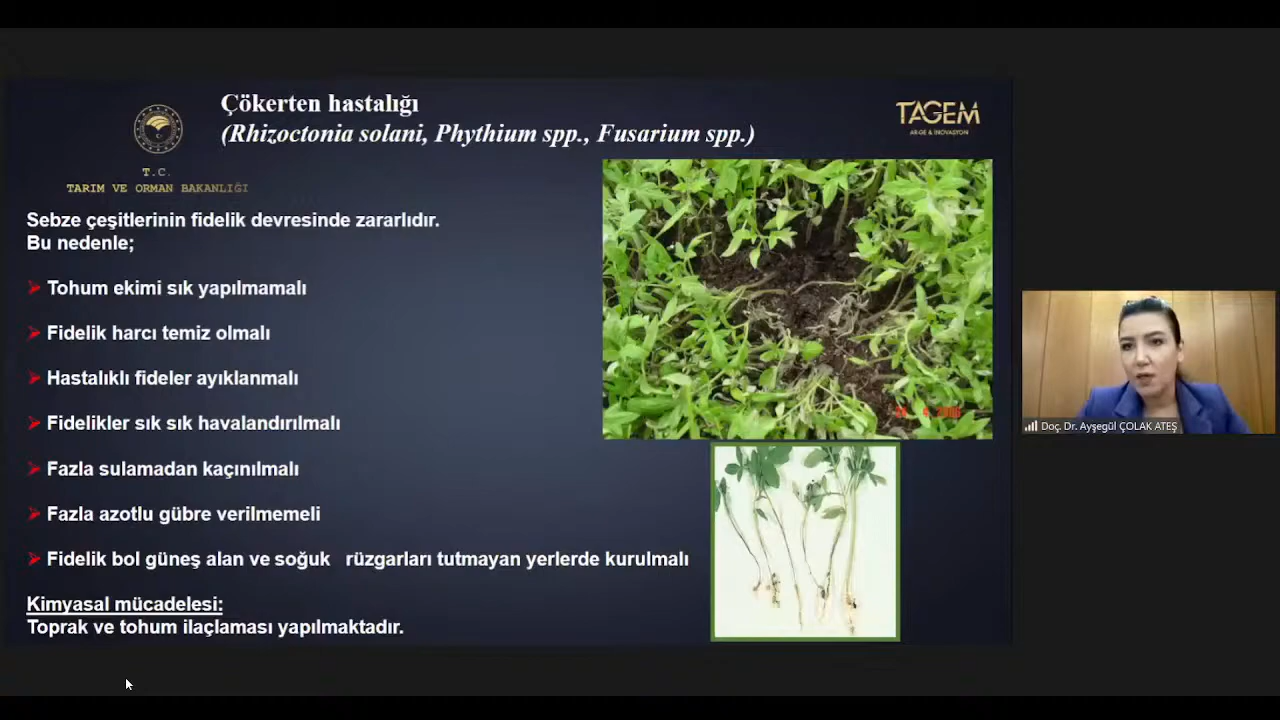 Çökerten hastalığı
(Rhizoctonia solani, Phythium spp., Fusarium spp.)
TAGEM
AR-GE & İNOVASYON
T.C.
TARIM VE ORMAN BAKANLIĞI
Sebze çeşitlerinin fidelik devresinde zararlıdır.
Bu nedenle;
Tohum ekimi sık yapılmamalı
Fidelik harcı temiz olmalı
Hastalıklı fideler ayıklanmalı
Fidelikler sık sık havalandırılmalı
Fazla sulamadan kaçınılmalı
Fazla azotlu gübre verilmemeli
Fidelik bol güneş alan ve soğuk rüzgarları tutmayan yerlerde kurulmalı
Kimyasal mücadelesi:
Toprak ve tohum ilaçlaması yapılmaktadır.
Doç. Dr. Ayşegül ÇOLAK ATEŞ